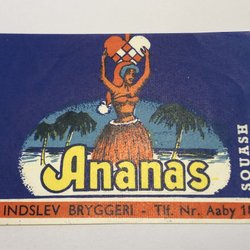 Ananas
SQUASH
INDSLEV BRYGGERI - Tlf. Nr. Aaby 1